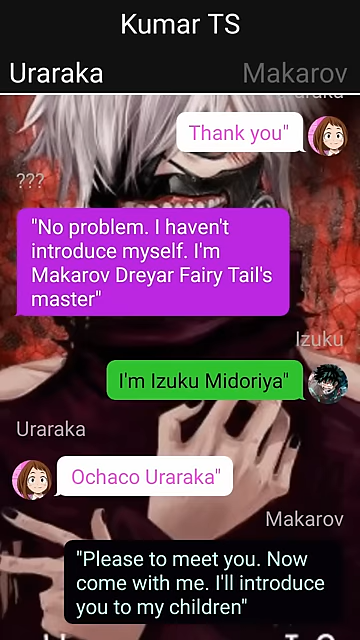 Kumar TS
Uraraka Makarov
Thank you"
???
"No problem. I haven't
introduce myself. I'm
Makarov Dreyar Fairy Tail's
master"
Izuku
I'm Izuku Midoriya"
Uraraka
Ochaco Uraraka"
Makarov
"Please to meet you. Now
come with me. I'll introduce
you to my children"